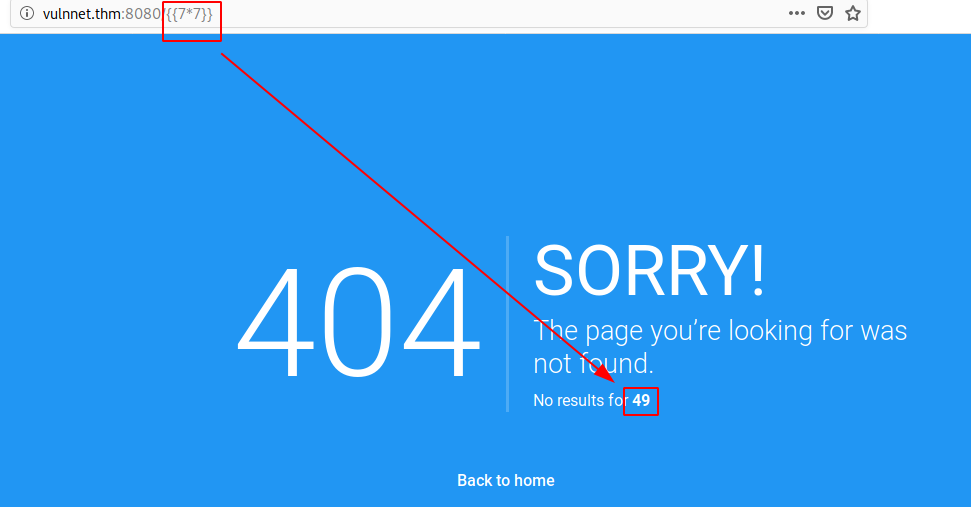 vulnnet.thm:8080/{{7*7}}
404
SORRY!
The page you’re looking for was
not found.
No results for 49
Back to home